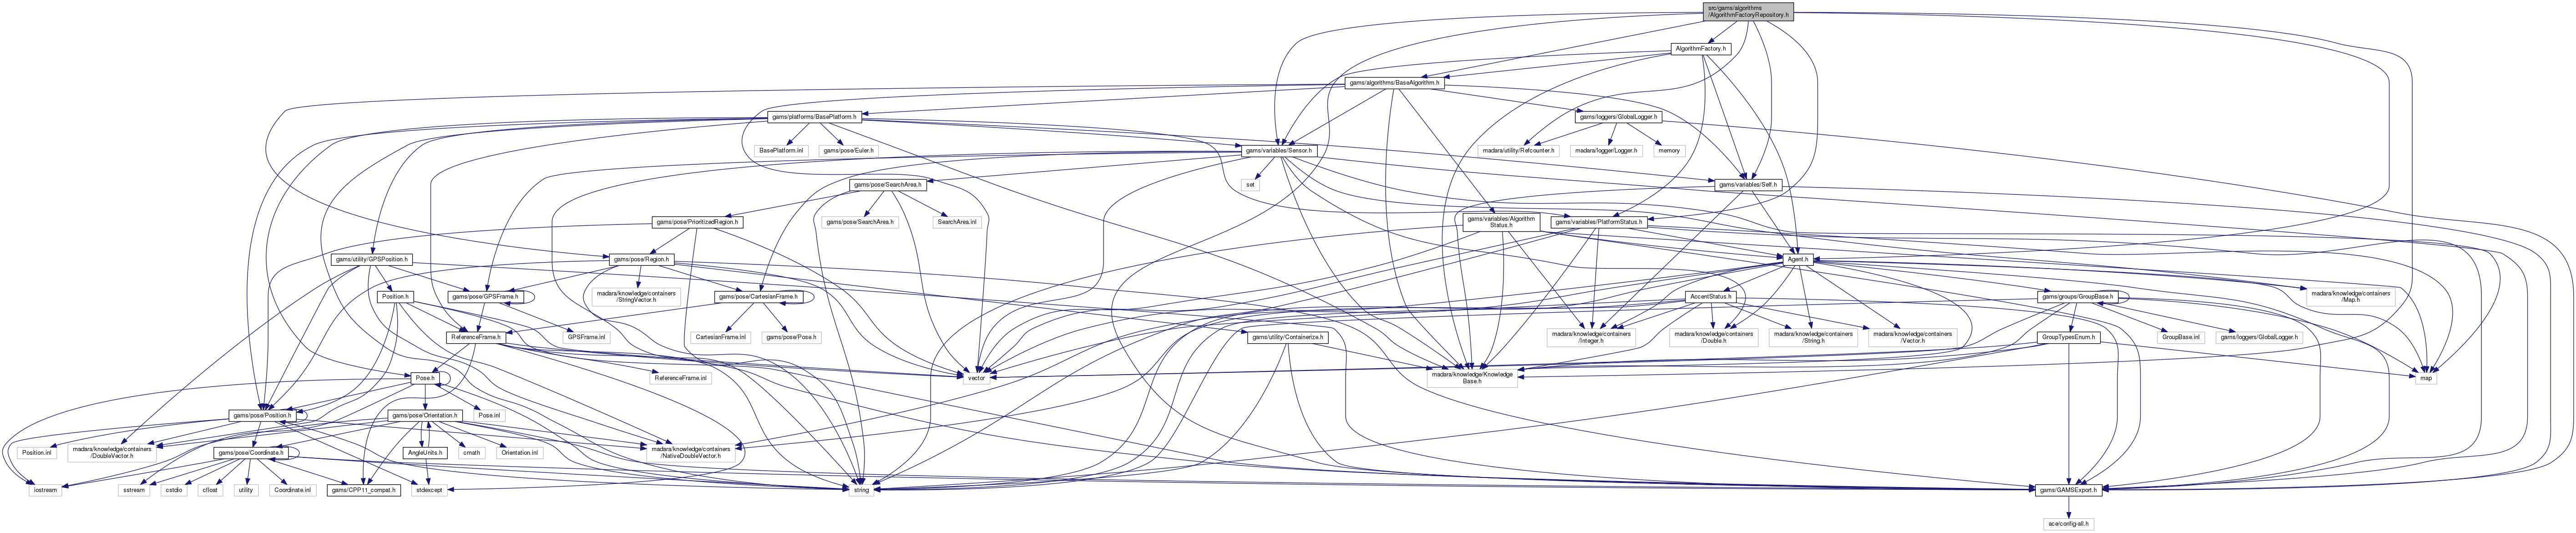 src/gams/algorithms
/AlgorithmFactoryRepository.h
AlgorithmFactory.h
gams/algorithms/BaseAlgorithm.h
gams/platforms/BasePlatform.h
gams/loggers/GlobalLogger.h
BasePlatform.inl
gams/pose/Euler.h
gams/variables/Sensor.h
madara/utility/Refcounter.h
madara/logger/Logger.h
memory
gams/pose/SearchArea.h
set
gams/variables/Self.h
gams/pose/PrioritizedRegion.h
gams/pose/SearchArea.h
SearchArea.inl
gams/variables/Algorithm
Status.h
gams/variables/PlatformStatus.h
gams/utility/GPSPosition.h
gams/pose/Region.h
Agent.h
Position.h
gams/pose/GPSFrame.h
madara/knowledge/containers
/StringVector.h
gams/pose/CartesianFrame.h
AccentStatus.h
gams/groups/GroupBase.h
madara/knowledge/containers
/Map.h
ReferenceFrame.h
GPSFrame.inl
CartesianFrame.inl
gams/pose/Pose.h
gams/utility/Containerize.h
madara/knowledge/containers
/Integer.h
madara/knowledge/containers
/Double.h
madara/knowledge/containers
/String.h
madara/knowledge/containers
/Vector.h
GroupTypesEnum.h
GroupBase.inl
gams/loggers/GlobalLogger.h
Pose.h
ReferenceFrame.inl
vector
madara/knowledge/Knowledge
Base.h
map
gams/pose/Position.h
gams/pose/Orientation.h
Pose.inl
Position.inl
madara/knowledge/containers
/DoubleVector.h
gams/pose/Coordinate.h
AngleUnits.h
cmath
Orientation.inl
madara/knowledge/containers
/NativeDoubleVector.h
iostream
sstream
cstdio
cfloat
utility
Coordinate.inl
gams/CPP11_compat.h
stdexcept
string
gams/GAMSExport.h
ace/config-all.h